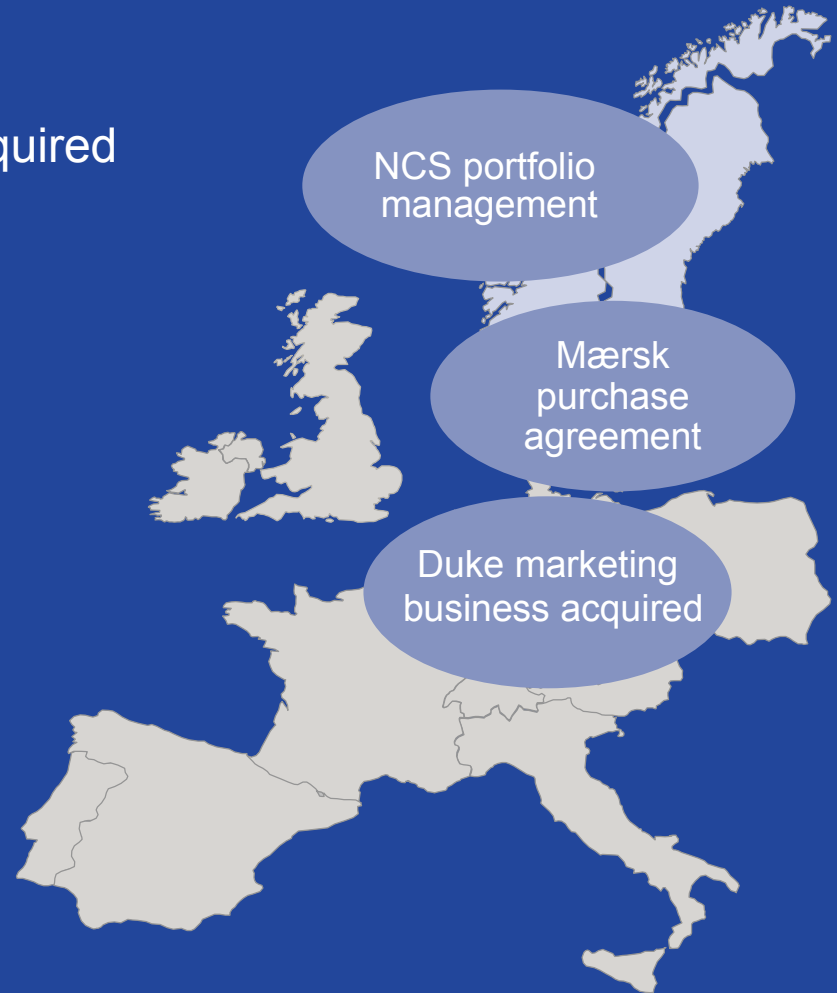 quired
NCS portfolio
management
Mærsk
purchase
agreement
Duke marketing
business acquired